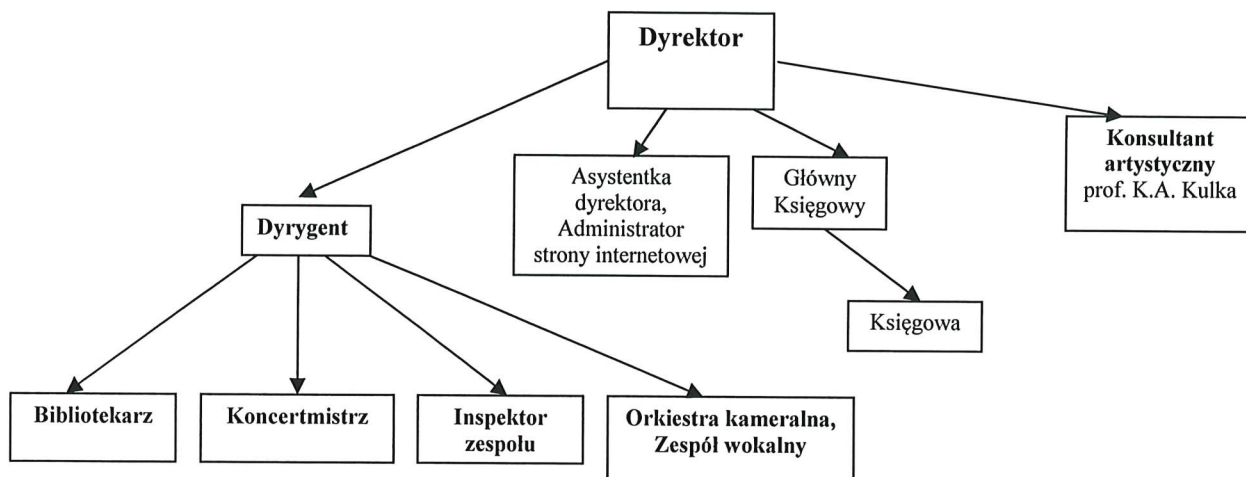 Dyrektor
Konsultant
artystyczny
prof. K.A. Kulka
Asystentka
dyrektora,
Administrator
strony internetowej
Główny
Księgowy
Dyrygent
Księgowa
Bibliotekarz
Koncertmistrz
Inspektor
zespołu
Orkiestra kameralna,
Zespół wokalny